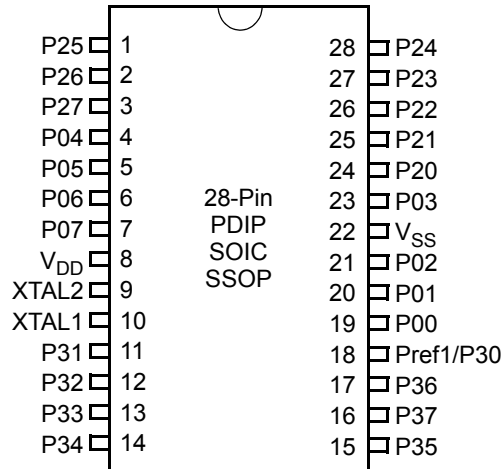 P25 1 28 P24
P26 2 27 P23
P27 3 26 P22
P04 4 25 P21
P05 5 24 P20
P06 6 28-Pin 23 P03
P07 7 PDIP 22 VSS
VDD 8 SOIC 21 P02
XTAL2 9 SSOP 20 P01
XTAL1 10 19 P00
P31 11 18 Pref1/P30
P32 12 17 P36
P33 13 16 P37
P34 14 15 P35